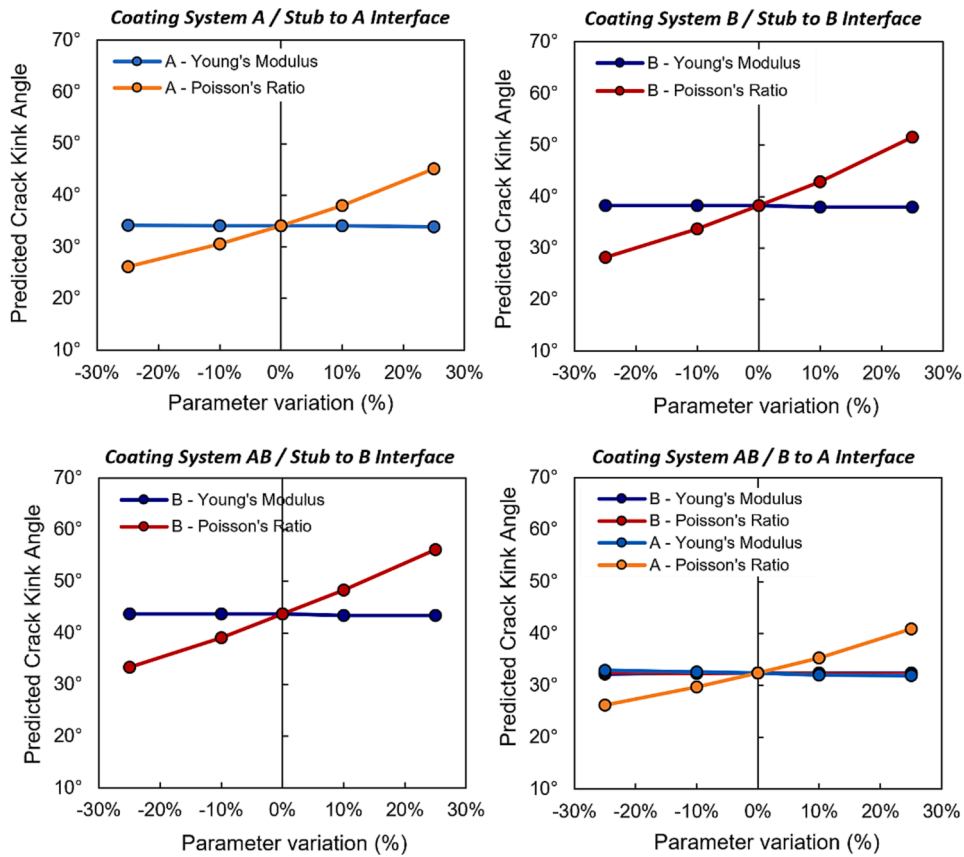 Coating System A / Stub to A Interface
70°
60°
50°
40°
30°
20°
10°
Predicted Crack Kink Angle
A - Young's Modulus
A - Poisson's Ratio
-30% -20% -10% 0% 10% 20% 30%
Parameter variation (%)
Coating System B / Stub to B Interface
70°
60°
50°
40°
30°
20°
10°
Predicted Crack Kink Angle
B - Young's Modulus
B - Poisson's Ratio
-30% -20% -10% 0% 10% 20% 30%
Parameter variation (%)
Coating System AB / Stub to B Interface
70°
60°
50°
40°
30°
20°
10°
Predicted Crack Kink Angle
B - Young's Modulus
B - Poisson's Ratio
-30% -20% -10% 0% 10% 20% 30%
Parameter variation (%)
Coating System AB / B to A Interface
70°
60°
50°
40°
30°
20°
10°
Predicted Crack Kink Angle
B - Young's Modulus
B - Poisson's Ratio
A - Young's Modulus
A - Poisson's Ratio
-30% -20% -10% 0% 10% 20% 30%
Parameter variation (%)